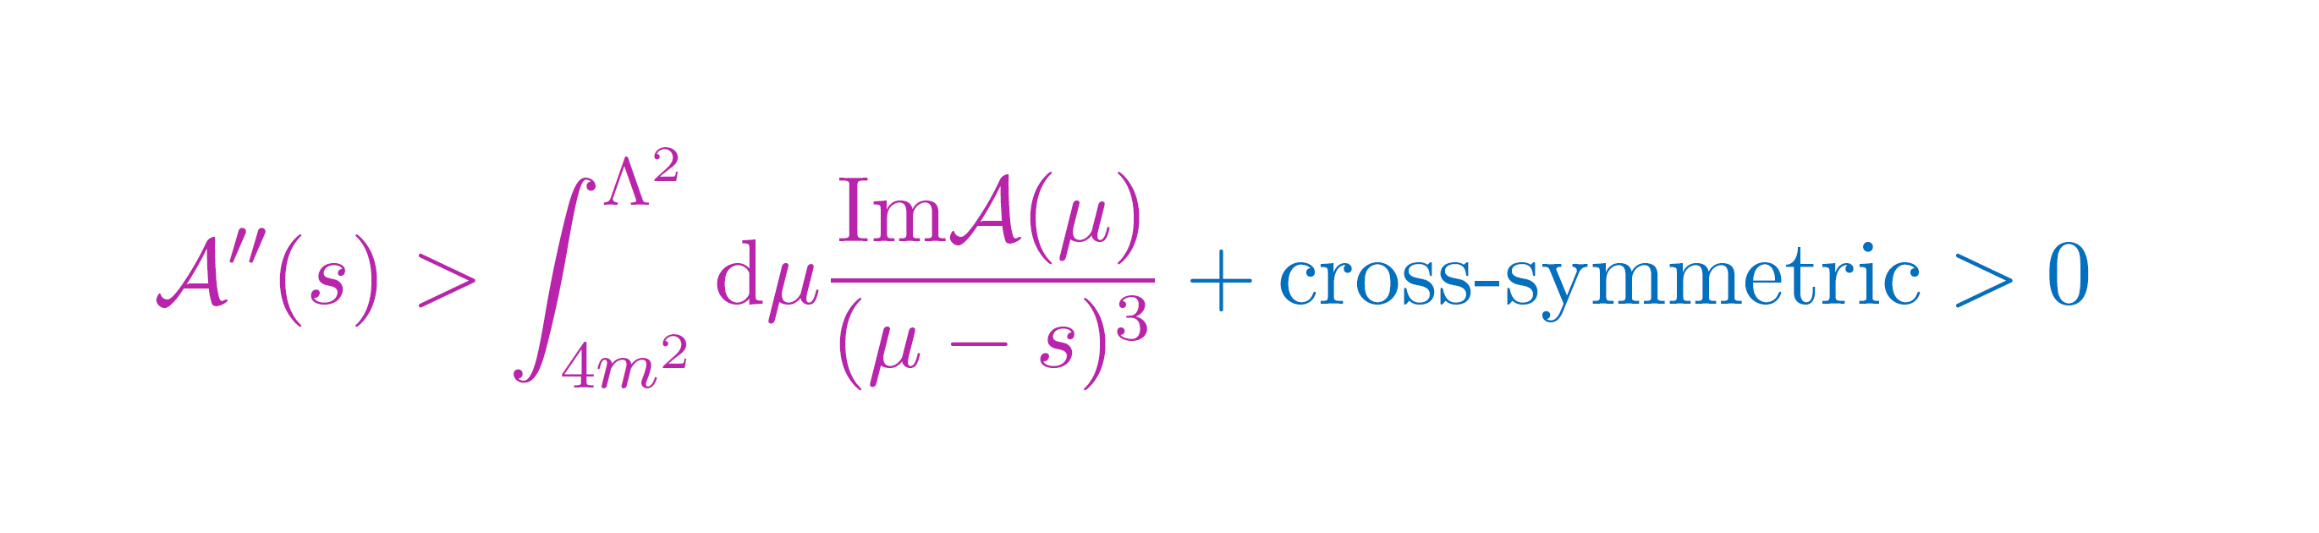 𝒜″(s) > ∫_{4m²}^{Λ²} dμ Im𝒜(μ)/(μ − s)³ + cross-symmetric > 0